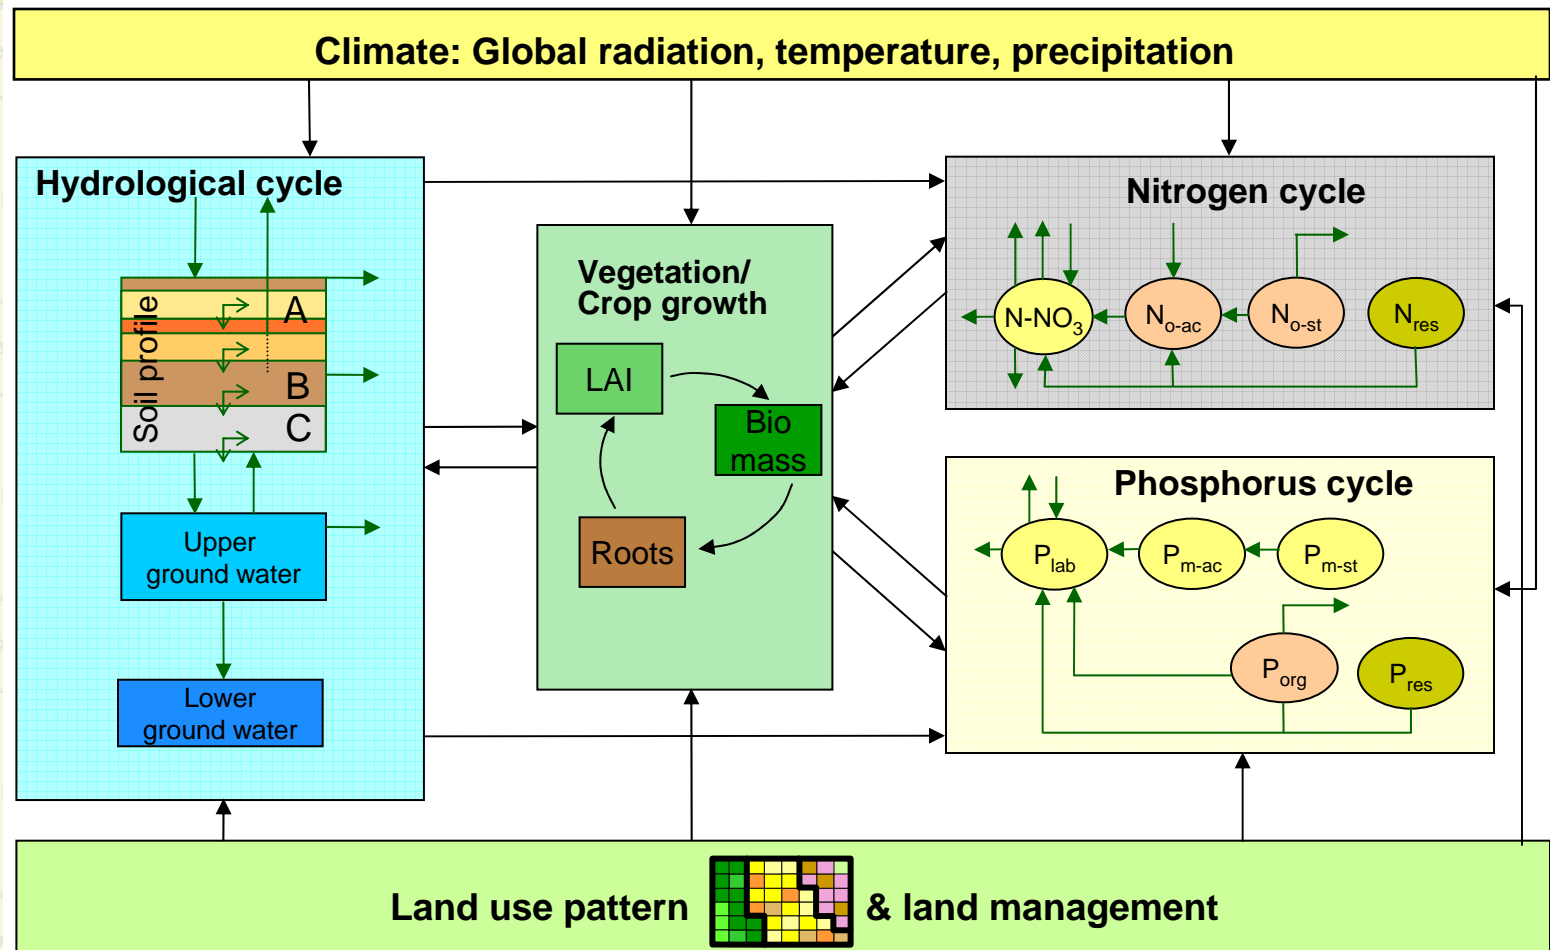 Climate: Global radiation, temperature, precipitation
Hydrological cycle
Soil profile
A
B
C
Upper
ground water
Lower
ground water
Vegetation/
Crop growth
LAI
Bio
mass
Roots
Nitrogen cycle
N-NO3
No-ac
No-st
Nres
Phosphorus cycle
Plab
Pm-ac
Pm-st
Porg
Pres
Land use pattern & land management